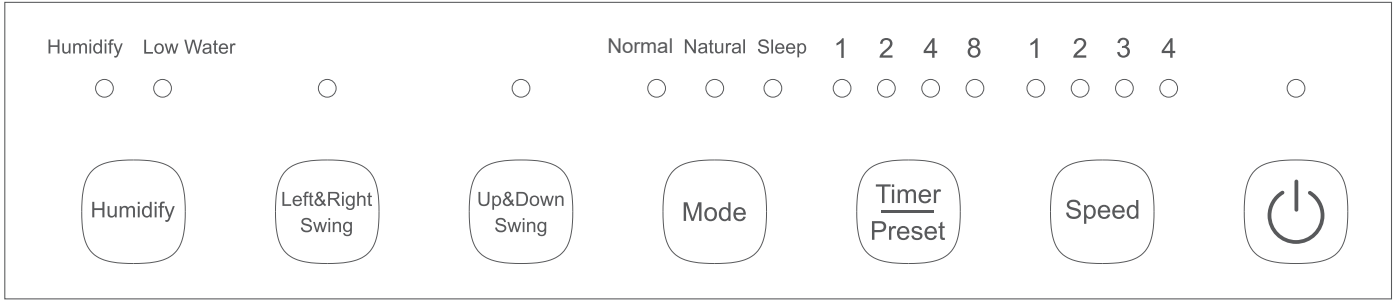 Humidify Low Water
Normal Natural Sleep 1 2 4 8 1 2 3 4
Humidify
Left&Right
Swing
Up&Down
Swing
Mode
Timer
Preset
Speed